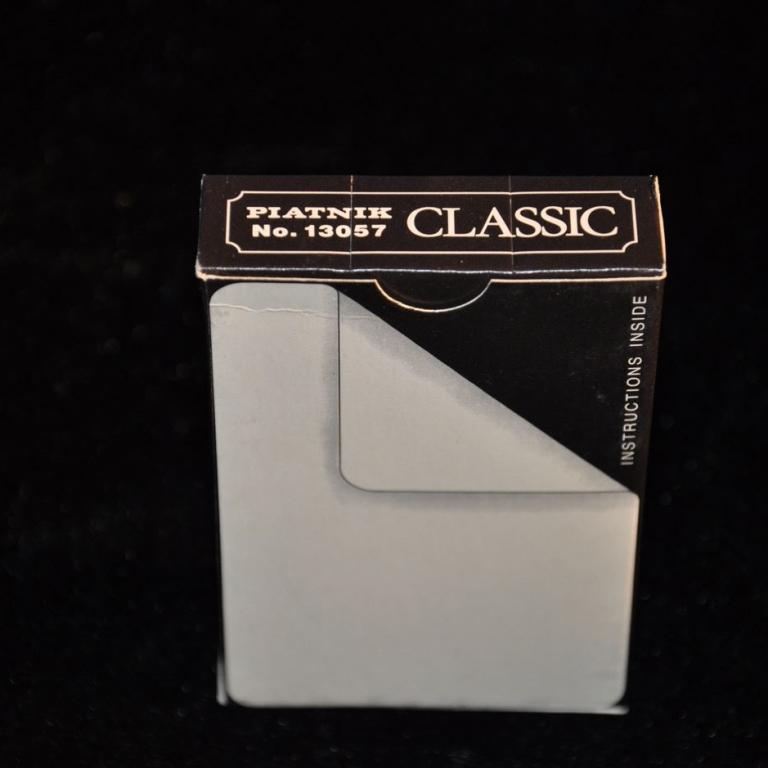 PIATNIK
No. 13057
CLASSIC
INSTRUCTIONS INSIDE